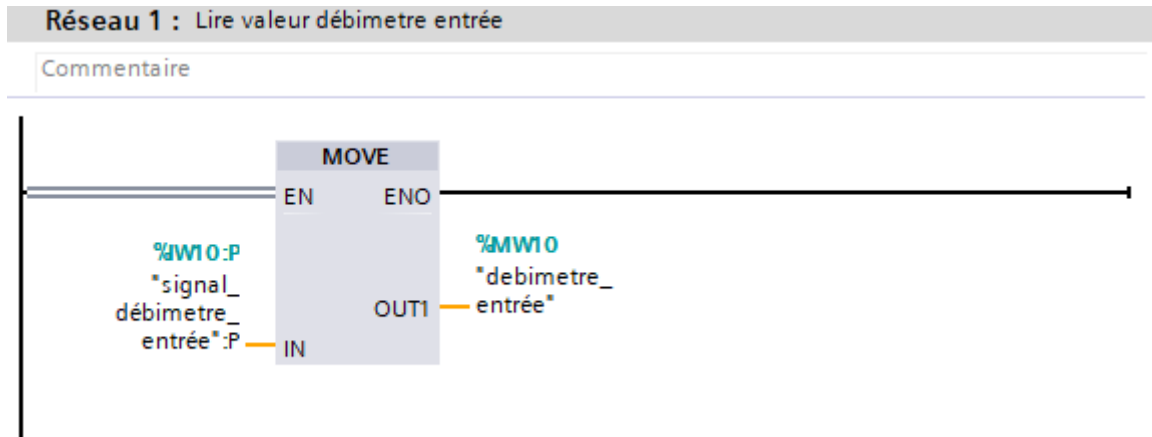 Réseau 1 : Lire valeur débimetre entrée
Commentaire
MOVE
EN ENO
%IW10:P
"signal_
débimetre_
entrée":P
IN
%MW10
"debimetre_
entrée"
OUT1